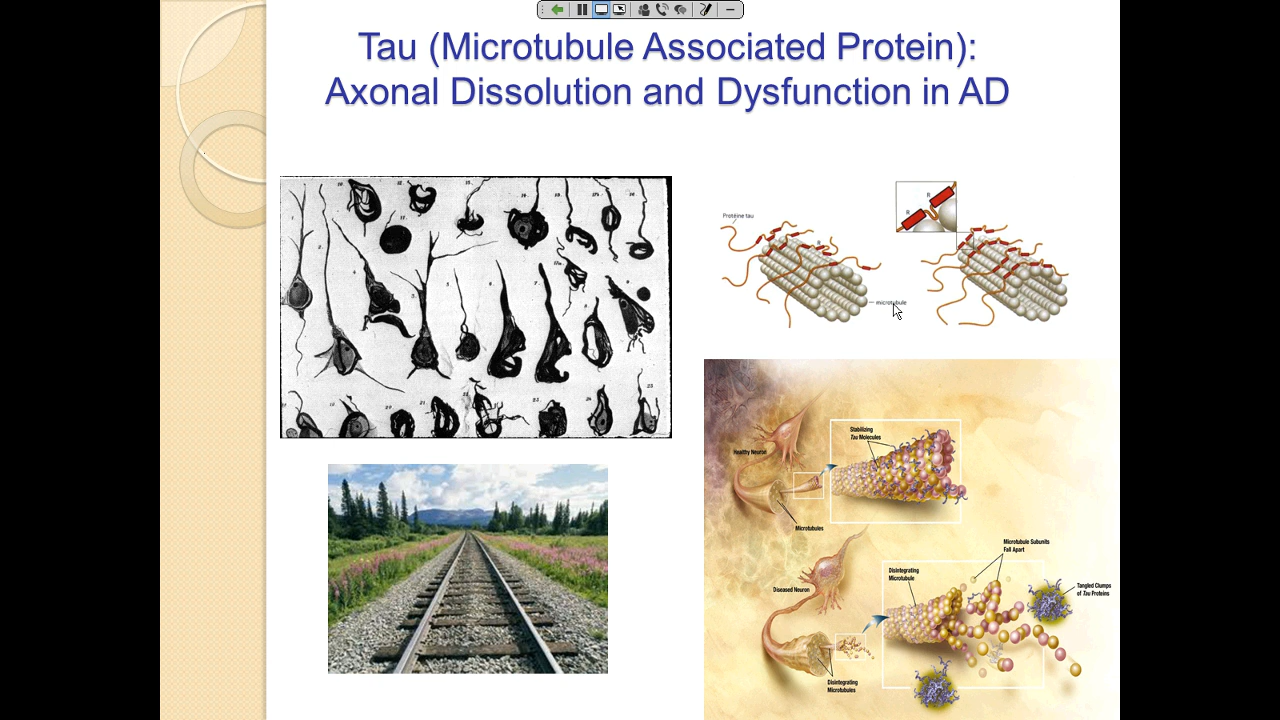 Tau (Microtubule Associated Protein):
Axonal Dissolution and Dysfunction in AD
Protéine tau
R
R
R
microtubule
Healthy Neuron
Stabilizing
Tau Molecules
Microtubules
Diseased Neuron
Disintegrating
Microtubule
Microtubule Subunits
Fall Apart
Tangled Clumps
of Tau Proteins
Disintegrating
Microtubules